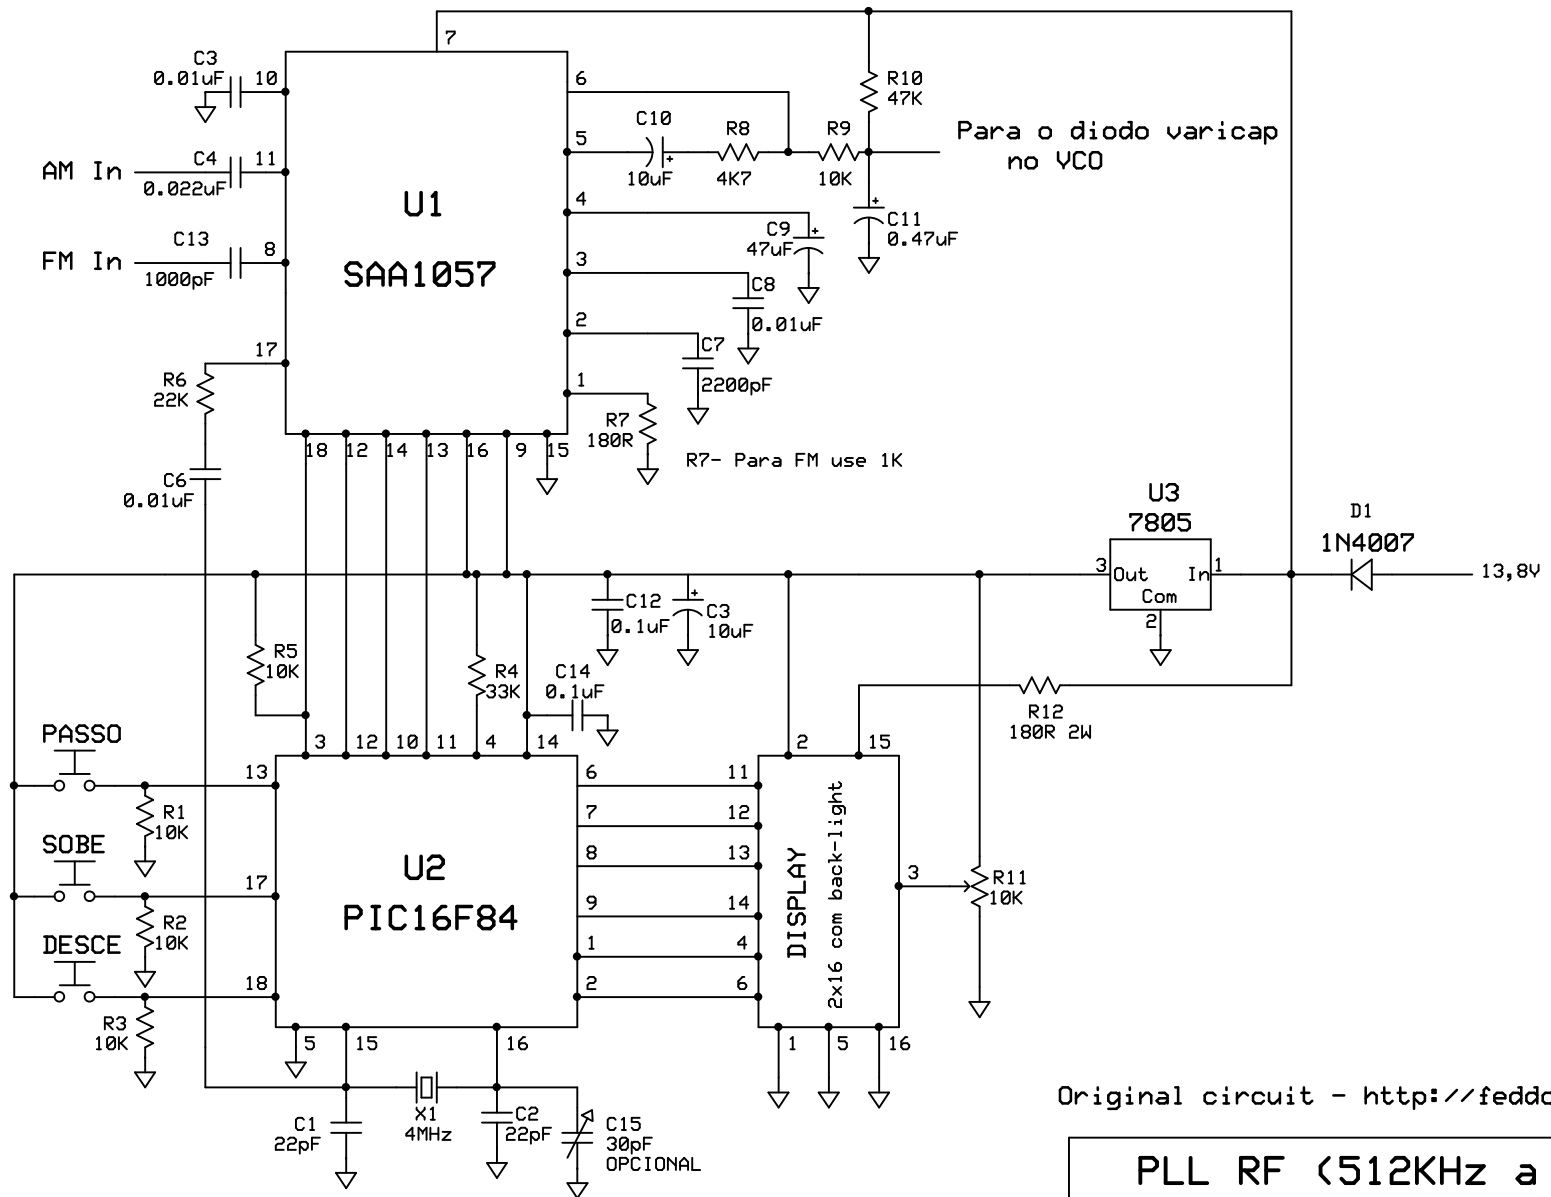 7
C3
0.01uF
10
6
R10
47K
C10
R8
R9
Para o diodo varicap
no VCO
5
10uF
4K7
10K
AM In
C4
11
0.022uF
U1
SAA1057
4
C9
47uF
C11
0.47uF
FM In
C13
8
1000pF
3
C8
0.01uF
2
C7
2200pF
17
R6
22K
1
R7
180R
R7- Para FM use 1K
18
12
14
13
16
9
15
C6
0.01uF
U3
7805
D1
1N4007
3
Out
In
1
13,8V
Com
2
C12
0.1uF
C3
10uF
R5
10K
R4
33K
C14
0.1uF
R12
180R 2W
PASSO
3
12
10
11
4
14
2
15
13
R1
10K
6
11
7
12
SOBE
8
13
17
R2
10K
U2
PIC16F84
DISPLAY
2x16 com back-light
3
R11
10K
9
14
DESCE
1
4
18
2
6
R3
10K
5
15
16
1
5
16
C1
22pF
X1
4MHz
C2
22pF
C15
30pF
OPCIONAL
Original circuit - http://feddo
PLL RF (512KHz a